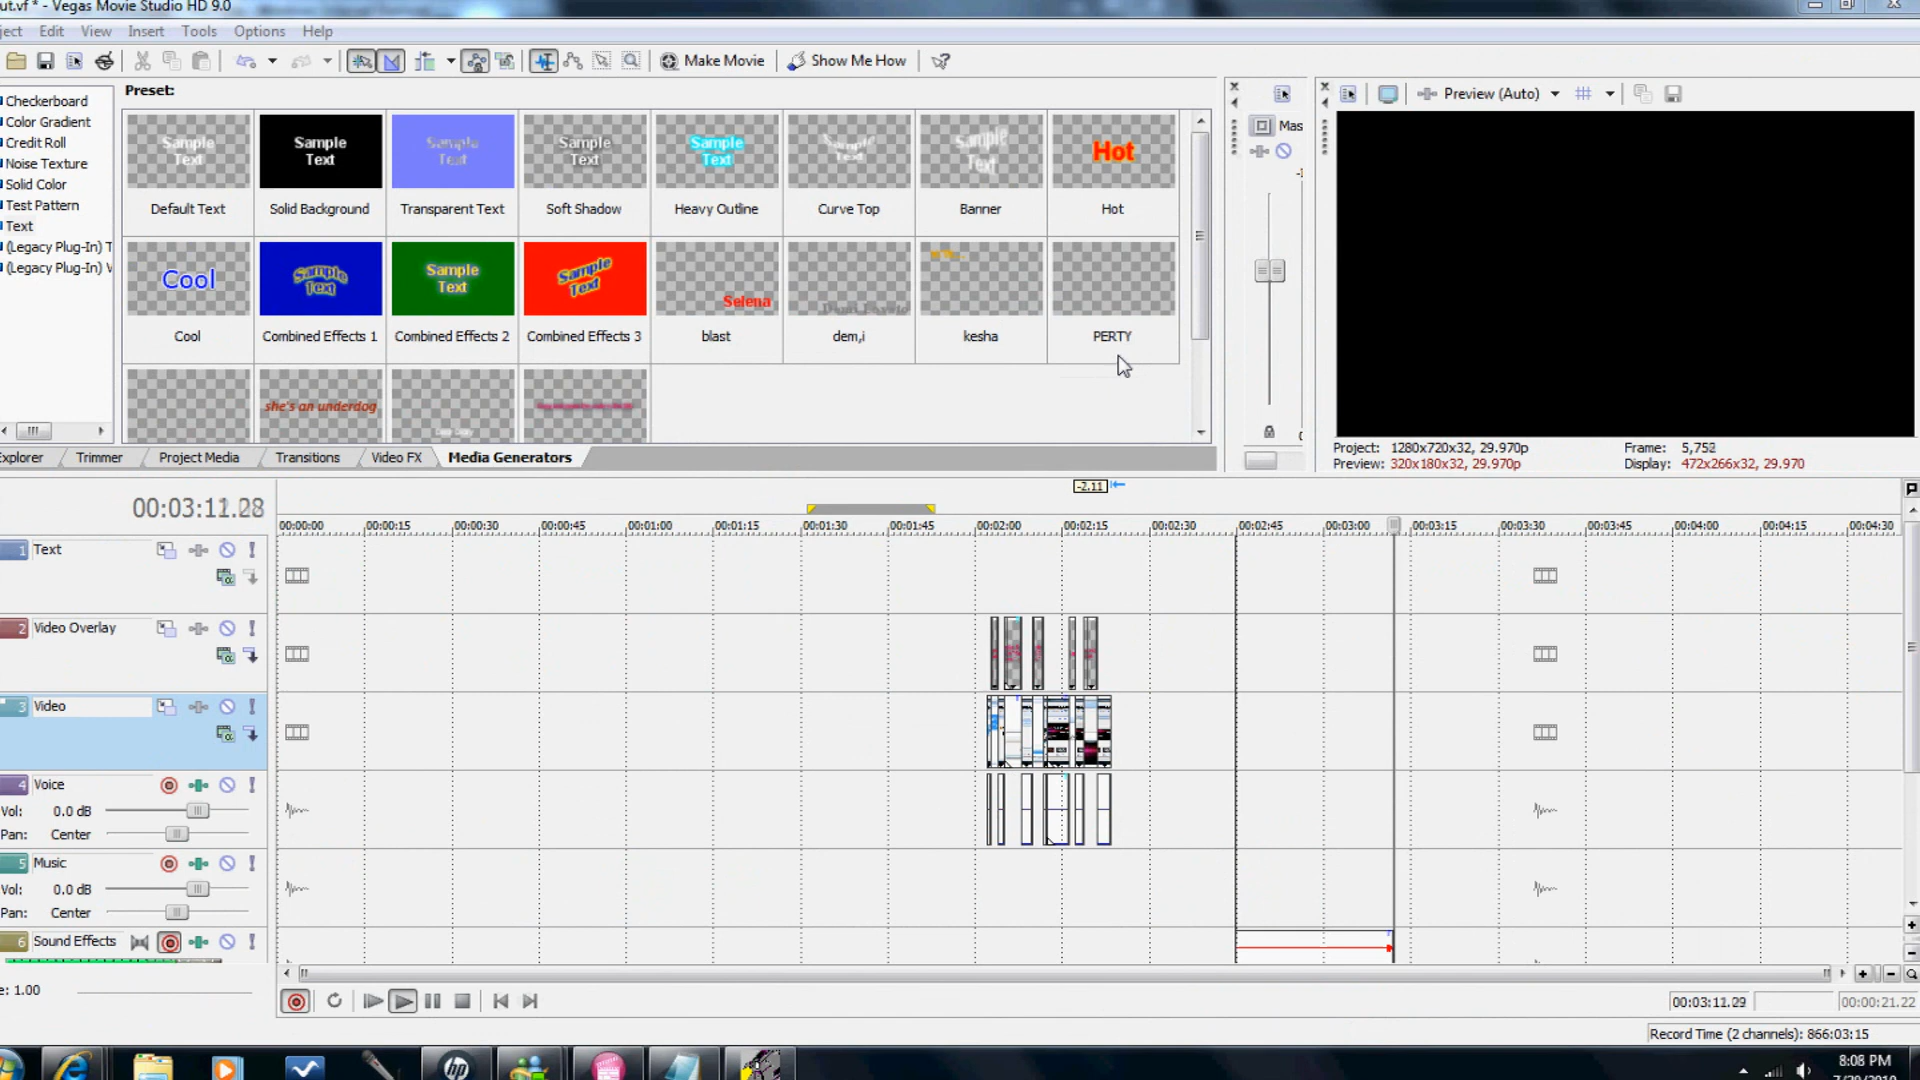 ut.vf * - Vegas Movie Studio HD 9.0
ject Edit View Insert Tools Options Help
Make Movie Show Me How
Preset:
Checkerboard
Color Gradient
Credit Roll
Noise Texture
Solid Color
Test Pattern
Text
(Legacy Plug-In) T
(Legacy Plug-In) V
Sample Text Sample Text Sample Text Sample Text Sample Text Sample Text Sample Text Hot
Default Text Solid Background Transparent Text Soft Shadow Heavy Outline Curve Top Banner Hot
Cool Sample Text Sample Text Sample Text Selena Demi Lovato
Cool Combined Effects 1 Combined Effects 2 Combined Effects 3 blast dem,i kesha PERTY
she's an underdog
Mas
-1
Preview (Auto)
Project: 1280x720x32, 29.970p Frame: 5,752
Preview: 320x180x32, 29.970p Display: 472x266x32, 29.970
xplorer Trimmer Project Media Transitions Video FX Media Generators
-2.11
00:03:11.28
00:00:00 00:00:15 00:00:30 00:00:45 00:01:00 00:01:15 00:01:30 00:01:45 00:02:00 00:02:15 00:02:30 00:02:45 00:03:00 00:03:15 00:03:30 00:03:45 00:04:00 00:04:15 00:04:30
1 Text
2 Video Overlay
3 Video
4 Voice
Vol: 0.0 dB
Pan: Center
5 Music
Vol: 0.0 dB
Pan: Center
6 Sound Effects
e: 1.00
00:03:11.29 00:00:21.22
Record Time (2 channels): 866:03:15
hp
8:08 PM